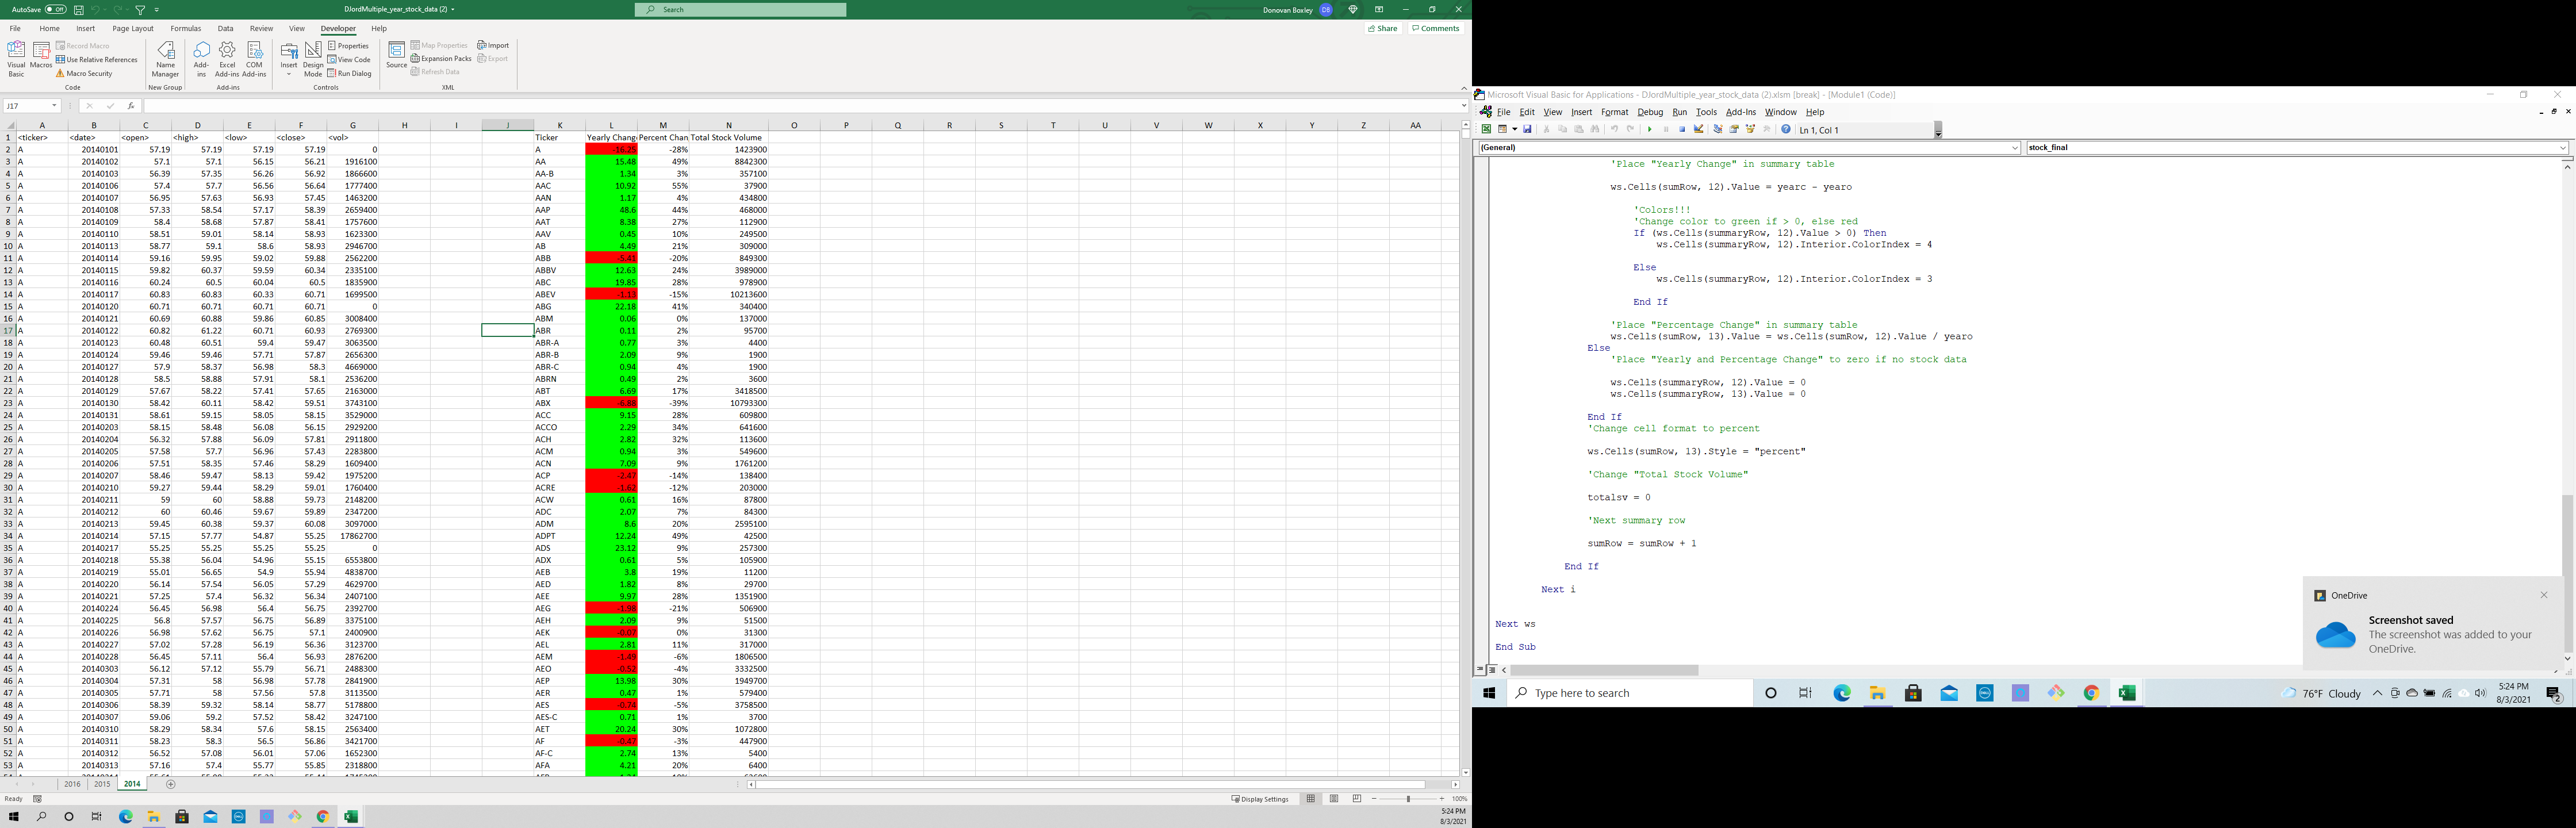 AutoSave Off DJordMultiple_year_stock_data (2) Search Donovan Boxley DB
File Home Insert Page Layout Formulas Data Review View Developer Help Share Comments
Visual Basic Macros Record Macro Use Relative References Macro Security Code
Name Manager New Group
Add-ins Excel Add-ins COM Add-ins Add-ins
Insert Design Mode Properties View Code Run Dialog Controls
Source Map Properties Expansion Packs Refresh Data Import Export XML
J17 fx
A B C D E F G H I J K L M N O P Q R S T U V W X Y Z AA
1 <ticker> <date> <open> <high> <low> <close> <vol> Ticker Yearly Chang Percent Chan Total Stock Volume
2 A 20140101 57.19 57.19 57.19 57.19 0 A -16.25 -28% 1423900
3 A 20140102 57.1 57.1 56.15 56.21 1916100 AA 15.48 49% 8842300
4 A 20140103 56.39 57.35 56.26 56.92 1866600 AA-B 1.34 3% 357100
5 A 20140106 57.4 57.7 56.56 56.64 1777400 AAC 10.92 55% 37900
6 A 20140107 56.95 57.63 56.93 57.45 1463200 AAN 1.17 4% 434800
7 A 20140108 57.33 58.54 57.17 58.39 2659400 AAP 48.6 44% 468000
8 A 20140109 58.4 58.68 57.87 58.41 1757600 AAT 8.38 27% 112900
9 A 20140110 58.51 59.01 58.14 58.93 1623300 AAV 0.45 10% 249500
10 A 20140113 58.77 59.1 58.6 58.93 2946700 AB 4.49 21% 309000
11 A 20140114 59.16 59.95 59.02 59.88 2562200 ABB -5.41 -20% 849300
12 A 20140115 59.82 60.37 59.59 60.34 2335100 ABBV 12.63 24% 3989000
13 A 20140116 60.24 60.5 60.04 60.5 1835900 ABC 19.85 28% 978900
14 A 20140117 60.83 60.83 60.33 60.71 1699500 ABEV -1.13 -15% 10213600
15 A 20140120 60.71 60.71 60.71 60.71 0 ABG 22.18 41% 340400
16 A 20140121 60.69 60.88 59.86 60.85 3008400 ABM 0.06 0% 137000
17 A 20140122 60.82 61.22 60.71 60.93 2769300 ABR 0.11 2% 95700
18 A 20140123 60.48 60.51 59.4 59.47 3063500 ABR-A 0.77 3% 4400
19 A 20140124 59.46 59.46 57.71 57.87 2656300 ABR-B 2.09 9% 1900
20 A 20140127 57.9 58.37 56.98 58.3 4669000 ABR-C 0.94 4% 1900
21 A 20140128 58.5 58.88 57.91 58.1 2536200 ABRN 0.49 2% 3600
22 A 20140129 57.67 58.22 57.41 57.65 2163000 ABT 6.69 17% 3418500
23 A 20140130 58.42 60.11 58.42 59.51 3743100 ABX -6.88 -39% 10793300
24 A 20140131 58.61 59.15 58.05 58.15 3529000 ACC 9.15 28% 609800
25 A 20140203 58.15 58.48 56.08 56.15 2929200 ACCO 2.29 34% 641600
26 A 20140204 56.32 57.88 56.09 57.81 2911800 ACH 2.82 32% 113600
27 A 20140205 57.58 57.7 56.96 57.43 2283800 ACM 0.94 3% 549600
28 A 20140206 57.51 58.35 57.46 58.29 1609400 ACN 7.09 9% 1761200
29 A 20140207 58.46 59.47 58.13 59.42 1975200 ACP -2.47 -14% 138400
30 A 20140210 59.27 59.44 58.29 59.01 1760400 ACRE -1.62 -12% 203000
31 A 20140211 59 60 58.88 59.73 2148200 ACW 0.61 16% 87800
32 A 20140212 60 60.46 59.67 59.89 2347200 ADC 2.07 7% 84300
33 A 20140213 59.45 60.38 59.37 60.08 3097000 ADM 8.6 20% 2595100
34 A 20140214 57.15 57.77 54.87 55.25 17862700 ADPT 12.24 49% 42500
35 A 20140217 55.25 55.25 55.25 55.25 0 ADS 23.12 9% 257300
36 A 20140218 55.38 56.04 54.96 55.15 6553800 ADX 0.61 5% 105900
37 A 20140219 55.01 56.65 54.9 55.94 4838700 AEB 3.8 19% 11200
38 A 20140220 56.14 57.54 56.05 57.29 4629700 AED 1.82 8% 29700
39 A 20140221 57.25 57.4 56.32 56.34 2407100 AEE 9.97 28% 1351900
40 A 20140224 56.45 56.98 56.4 56.75 2392700 AEG -1.98 -21% 506900
41 A 20140225 56.8 57.57 56.75 56.89 3375100 AEH 2.09 9% 51500
42 A 20140226 56.98 57.62 56.75 57.1 2400900 AEK -0.07 0% 31300
43 A 20140227 57.02 57.28 56.19 56.36 3123700 AEL 2.81 11% 317000
44 A 20140228 56.45 57.11 56.4 56.93 2876200 AEM -1.49 -6% 1806500
45 A 20140303 56.12 57.12 55.79 56.71 2488300 AEO -0.52 -4% 3332500
46 A 20140304 57.31 58 56.98 57.78 2841900 AEP 13.98 30% 1949700
47 A 20140305 57.71 58 57.56 57.8 3113500 AER 0.47 1% 579400
48 A 20140306 58.39 59.32 58.14 58.77 5178800 AES -0.74 -5% 3758500
49 A 20140307 59.06 59.2 57.52 58.42 3247100 AES-C 0.71 1% 3700
50 A 20140310 58.29 58.34 57.6 58.15 2563400 AET 20.24 30% 1072800
51 A 20140311 58.23 58.3 56.5 56.86 3421700 AF -0.47 -3% 447900
52 A 20140312 56.52 57.08 56.01 57.06 1652300 AF-C 2.74 13% 5400
53 A 20140313 57.16 57.4 55.77 55.85 2318800 AFA 4.21 20% 6400
2016 2015 2014
Ready Display Settings 100%
5:24 PM
8/3/2021
Microsoft Visual Basic for Applications - DJordMultiple_year_stock_data (2).xlsm [break] - [Module1 (Code)]
File Edit View Insert Format Debug Run Tools Add-Ins Window Help
Ln 1, Col 1
(General) stock_final
'Place "Yearly Change" in summary table
ws.Cells(sumRow, 12).Value = yearc - yearo
'Colors!!!
'Change color to green if > 0, else red
If (ws.Cells(summaryRow, 12).Value > 0) Then
ws.Cells(summaryRow, 12).Interior.ColorIndex = 4
Else
ws.Cells(summaryRow, 12).Interior.ColorIndex = 3
End If
'Place "Percentage Change" in summary table
ws.Cells(sumRow, 13).Value = ws.Cells(sumRow, 12).Value / yearo
Else
'Place "Yearly and Percentage Change" to zero if no stock data
ws.Cells(summaryRow, 12).Value = 0
ws.Cells(summaryRow, 13).Value = 0
End If
'Change cell format to percent
ws.Cells(sumRow, 13).Style = "percent"
'Change "Total Stock Volume"
totalsv = 0
'Next summary row
sumRow = sumRow + 1
End If
Next i
Next ws
End Sub
OneDrive
Screenshot saved
The screenshot was added to your
OneDrive.
Type here to search 76°F Cloudy 5:24 PM
8/3/2021
2